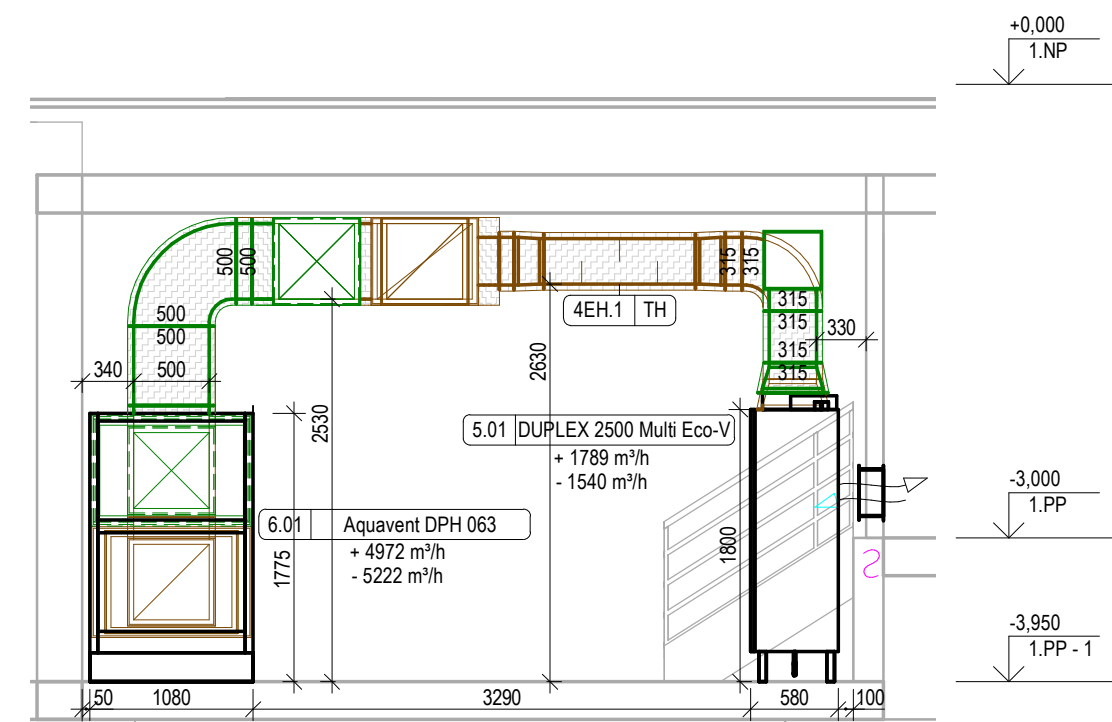 +0,000
1.NP
500
500
500
500
340
500
315
315
315
315
315
315
330
4EH.1 TH
2630
2530
5.01 DUPLEX 2500 Multi Eco-V
+ 1789 m³/h
- 1540 m³/h
6.01 Aquavent DPH 063
+ 4972 m³/h
- 5222 m³/h
1775
1800
-3,000
1.PP
S
-3,950
1.PP - 1
50
1080
3290
580
100